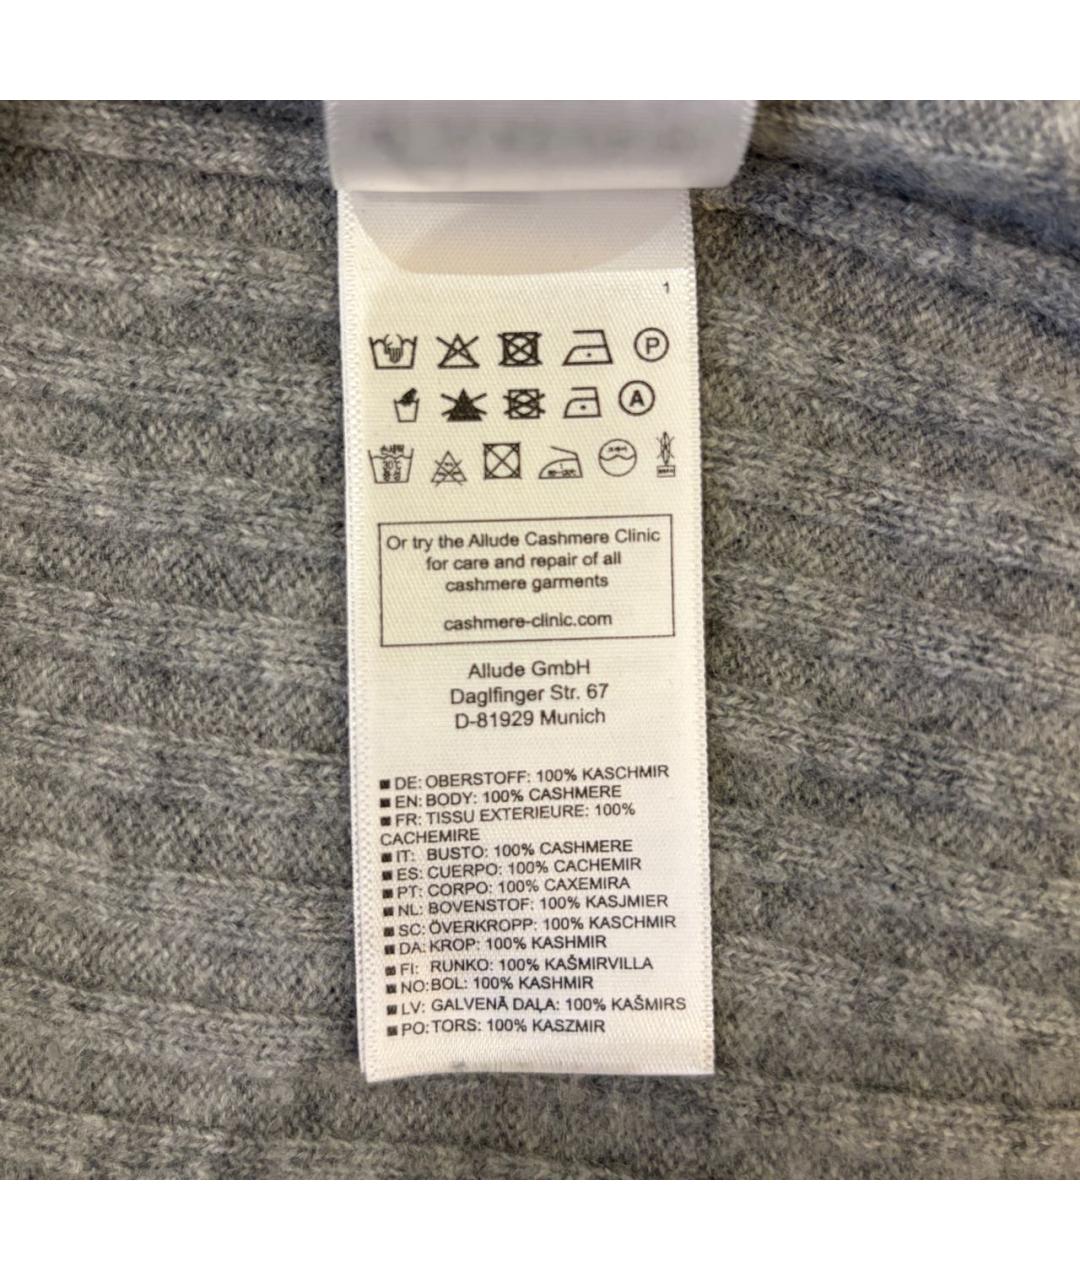 1
P
A
Or try the Allude Cashmere Clinic
for care and repair of all
cashmere garments
cashmere-clinic.com
Allude GmbH
Daglfinger Str. 67
D-81929 Munich
DE: OBERSTOFF: 100% KASCHMIR
EN: BODY: 100% CASHMERE
FR: TISSU EXTERIEURE: 100%
CACHEMIRE
IT: BUSTO: 100% CASHMERE
ES: CUERPO: 100% CACHEMIR
PT: CORPO: 100% CAXEMIRA
NL: BOVENSTOF: 100% KASJMIER
SC: ÖVERKROPP: 100% KASCHMIR
DA: KROP: 100% KASHMIR
FI: RUNKO: 100% KAŠMIRVILLA
NO: BOL: 100% KASHMIR
LV: GALVENĀ DAĻA: 100% KAŠMIRS
PO: TORS: 100% KASZMIR